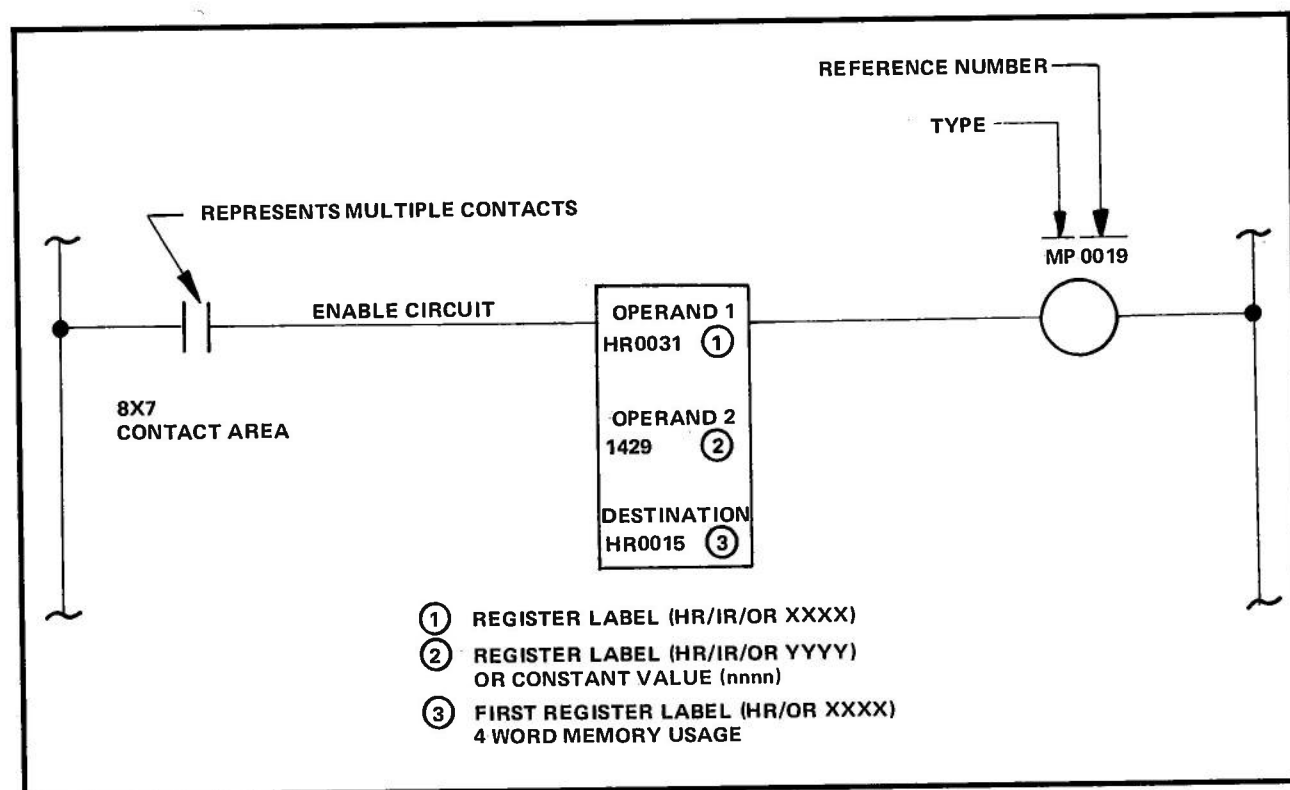 REFERENCE NUMBER
TYPE
REPRESENTS MULTIPLE CONTACTS
MP 0019
ENABLE CIRCUIT
OPERAND 1
HR0031 ①
8X7
CONTACT AREA
OPERAND 2
1429 ②
DESTINATION
HR0015 ③
① REGISTER LABEL (HR/IR/OR XXXX)
② REGISTER LABEL (HR/IR/OR YYYY)
OR CONSTANT VALUE (nnnn)
③ FIRST REGISTER LABEL (HR/OR XXXX)
4 WORD MEMORY USAGE